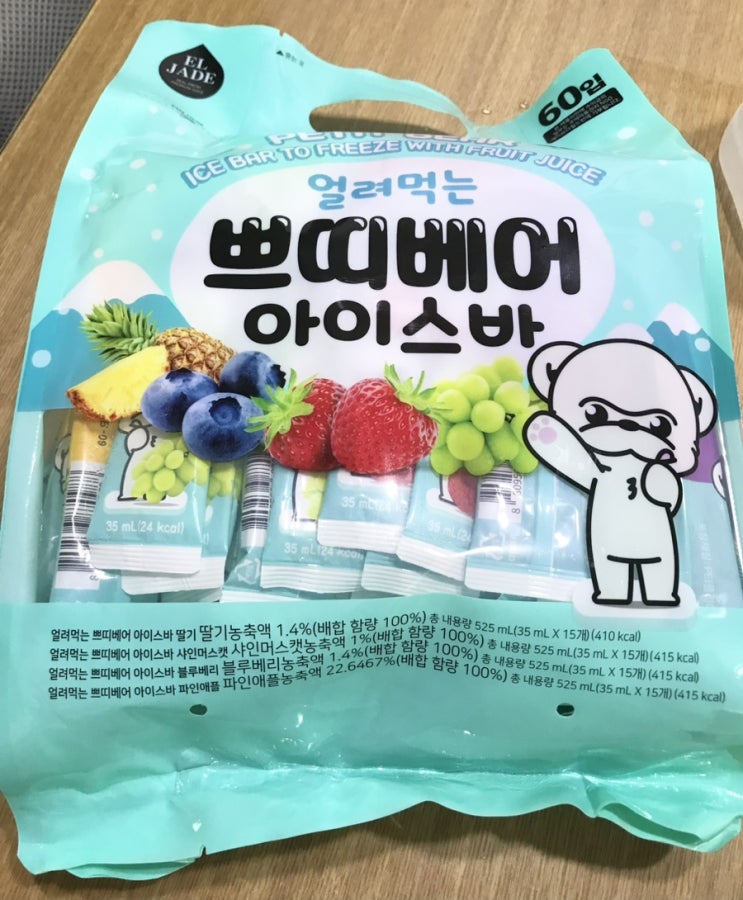 EL
JADE
60입
PETIT BEAR
ICE BAR TO FREEZE WITH FRUIT JUICE
얼려먹는
쁘띠베어
아이스바
35 mL(24 kcal)
35 mL(24 kcal)
35 mL
35 mL(24
얼려먹는 쁘띠베어 아이스바 딸기 딸기농축액 1.4%(배합 함량 100%) 총 내용량 525 mL(35 mL X 15개) (410 kcal)
얼려먹는 쁘띠베어 아이스바 샤인머스캣 샤인머스캣농축액 1%(배합 함량 100%) 총 내용량 525 mL(35 mL X 15개) (415 kcal)
얼려먹는 쁘띠베어 아이스바 블루베리 블루베리농축액 1.4%(배합 함량 100%) 총 내용량 525 mL(35 mL X 15개) (415 kcal)
얼려먹는 쁘띠베어 아이스바 파인애플 파인애플농축액 22.6467%(배합 함량 100%) 총 내용량 525 mL(35 mL X 15개) (415 kcal)